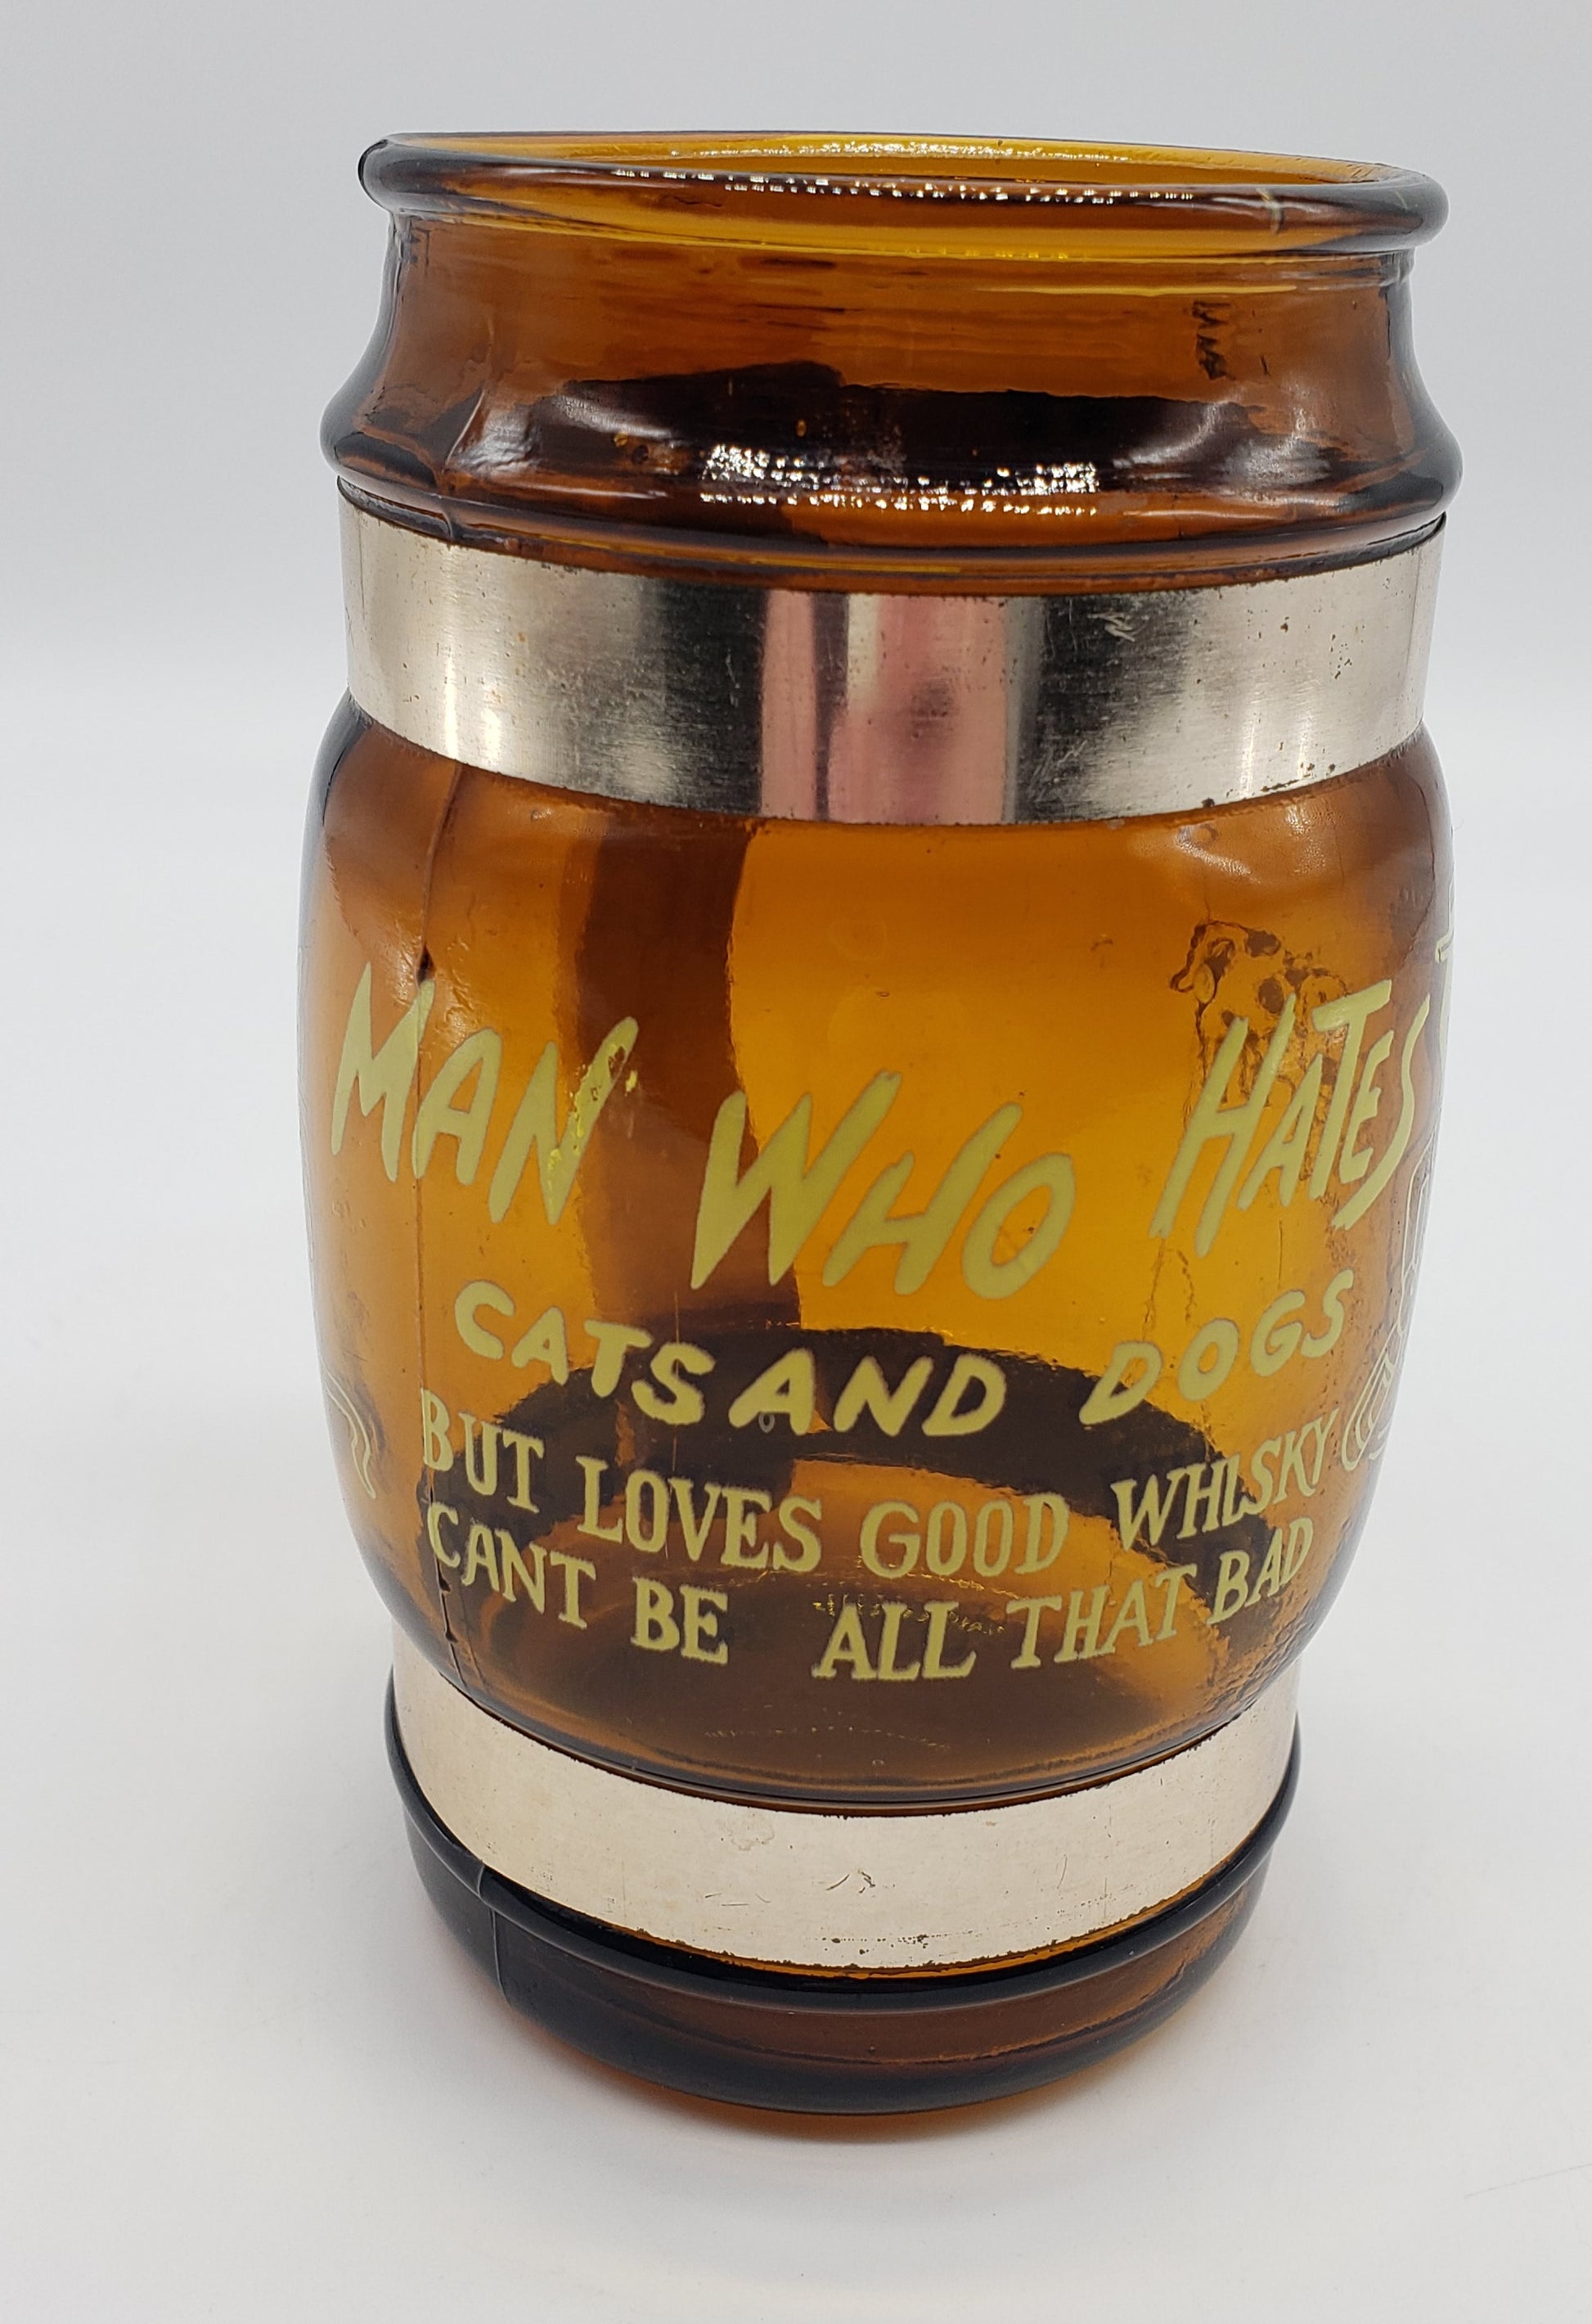 MAN WHO HATES
CATS AND DOGS
BUT LOVES GOOD WHISKY
CANT BE ALL THAT BAD